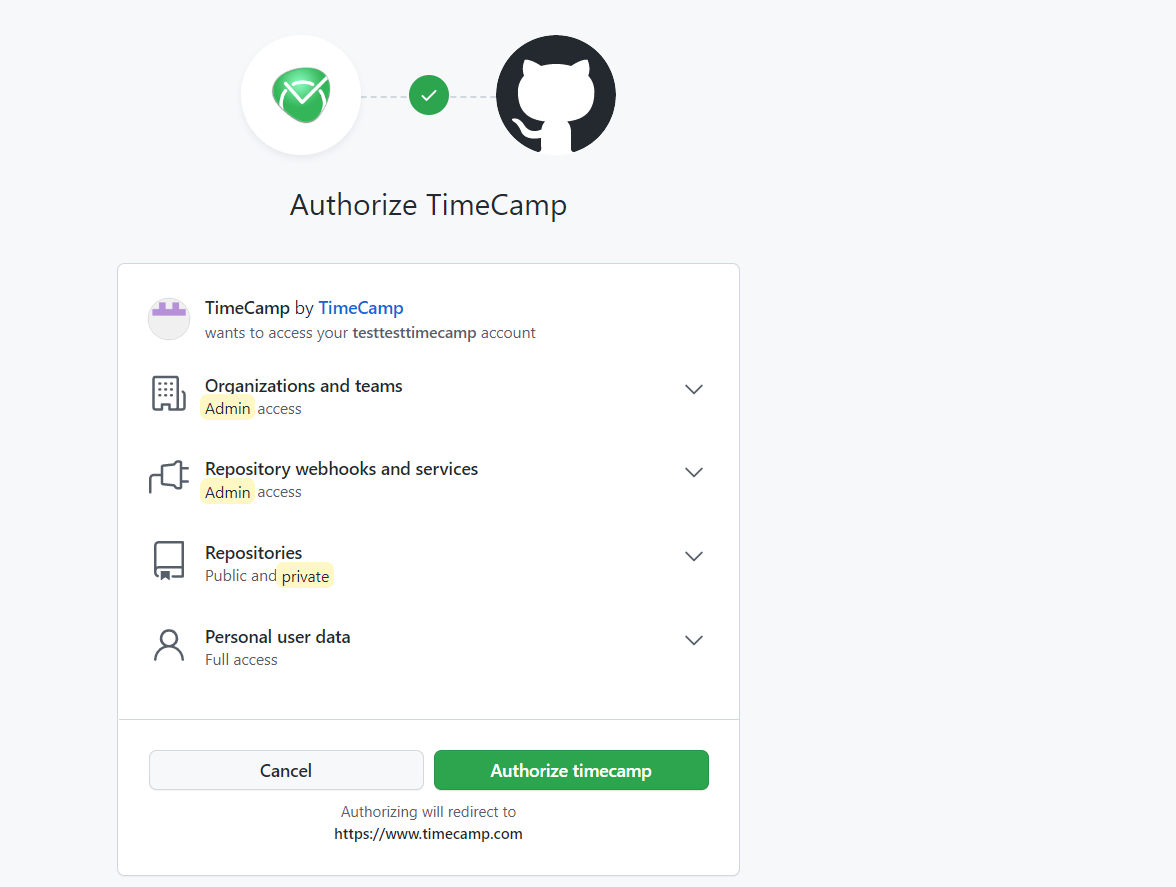 Authorize TimeCamp
TimeCamp by TimeCamp
wants to access your testtesttimecamp account
Organizations and teams
Admin access
Repository webhooks and services
Admin access
Repositories
Public and private
Personal user data
Full access
Cancel
Authorize timecamp
Authorizing will redirect to
https://www.timecamp.com